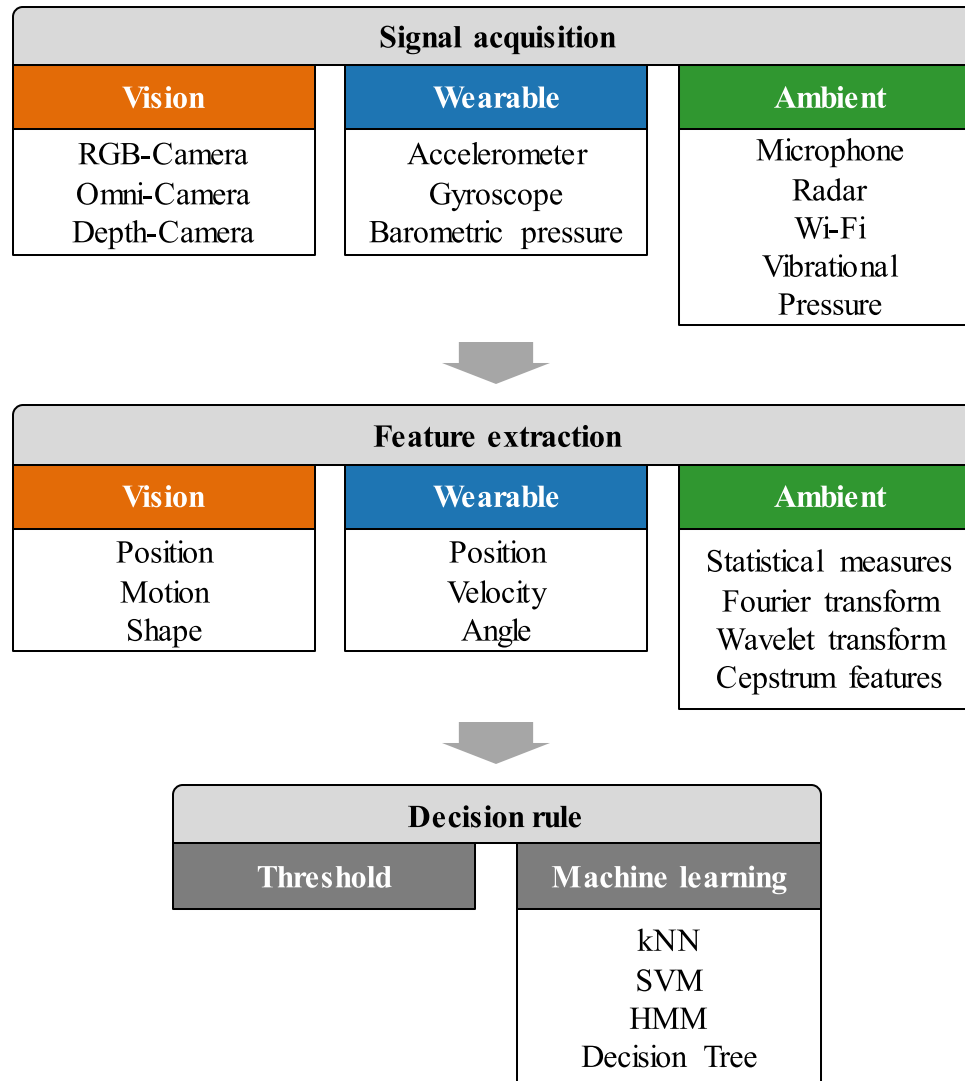 Signal acquisition
Vision
RGB-Camera
Omni-Camera
Depth-Camera
Wearable
Accelerometer
Gyroscope
Barometric pressure
Ambient
Microphone
Radar
Wi-Fi
Vibrational
Pressure
Feature extraction
Vision
Position
Motion
Shape
Wearable
Position
Velocity
Angle
Ambient
Statistical measures
Fourier transform
Wavelet transform
Cepstrum features
Decision rule
Threshold
Machine learning
kNN
SVM
HMM
Decision Tree